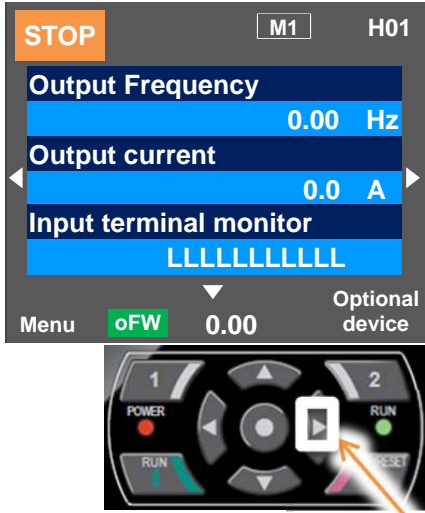 STOP M1 H01
Output Frequency
0.00 Hz
Output current
0.0 A
Input terminal monitor
LLLLLLLLLLL
Optional
Menu oFW 0.00 device
1 2
POWER RUN
RUN RESET